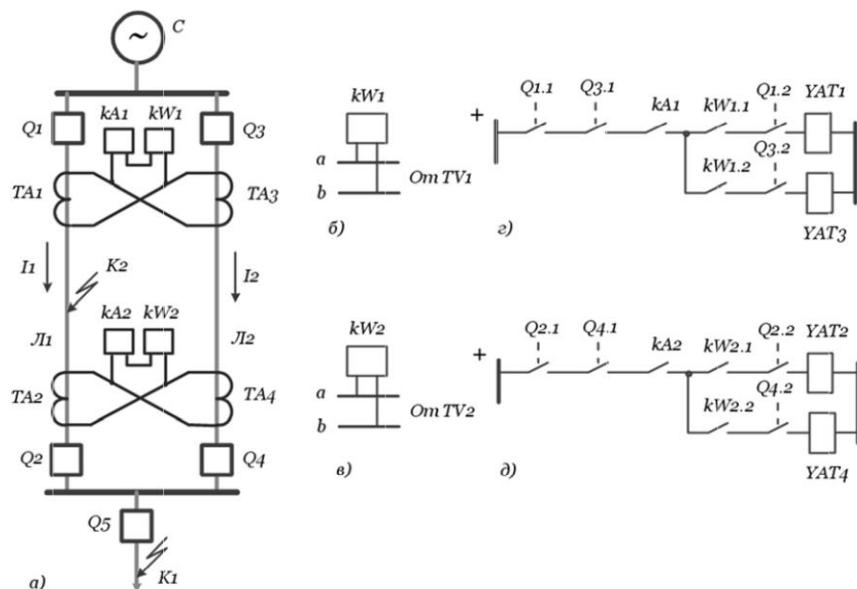 C
Q1
kA1
kW1
Q3
TA1
TA3
I1
K2
I2
kA2
kW2
Л1
Л2
TA2
TA4
Q2
Q4
Q5
K1
а)
kW1
a
b
От TV1
б)
kW2
a
b
От TV2
в)
+
Q1.1
Q3.1
kA1
kW1.1
Q1.2
YAT1
kW1.2
Q3.2
YAT3
г)
+
Q2.1
Q4.1
kA2
kW2.1
Q2.2
YAT2
kW2.2
Q4.2
YAT4
д)